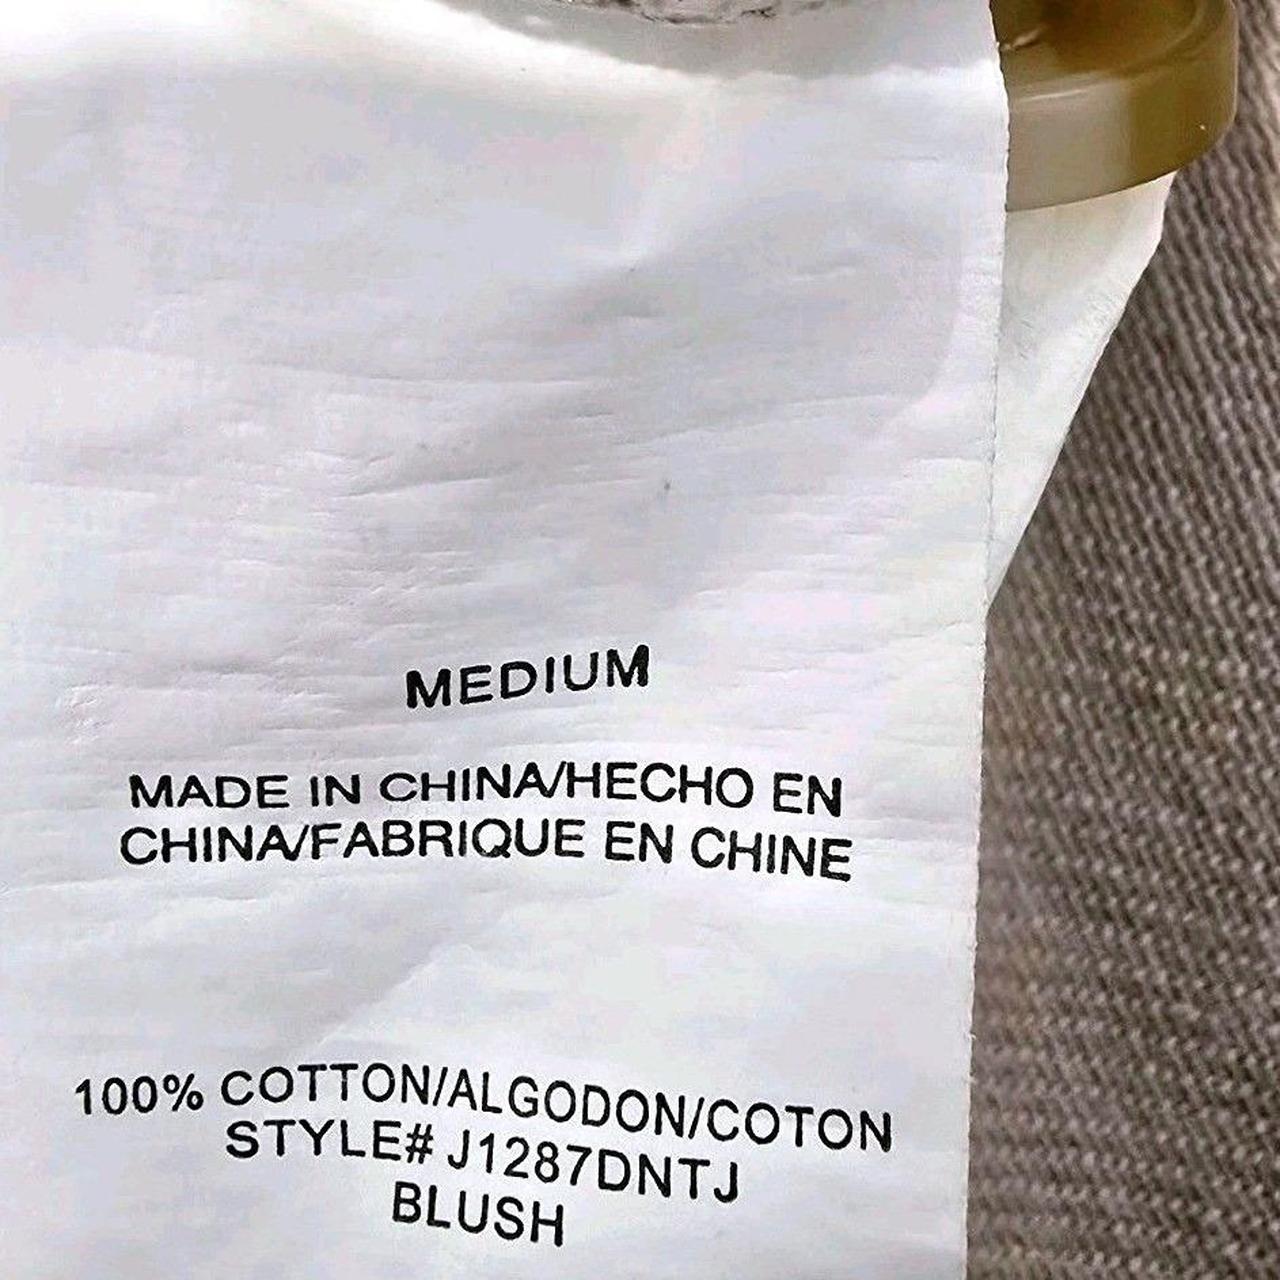 MEDIUM
MADE IN CHINA/HECHO EN
CHINA/FABRIQUE EN CHINE
100% COTTON/ALGODON/COTON
STYLE# J1287DNTJ
BLUSH